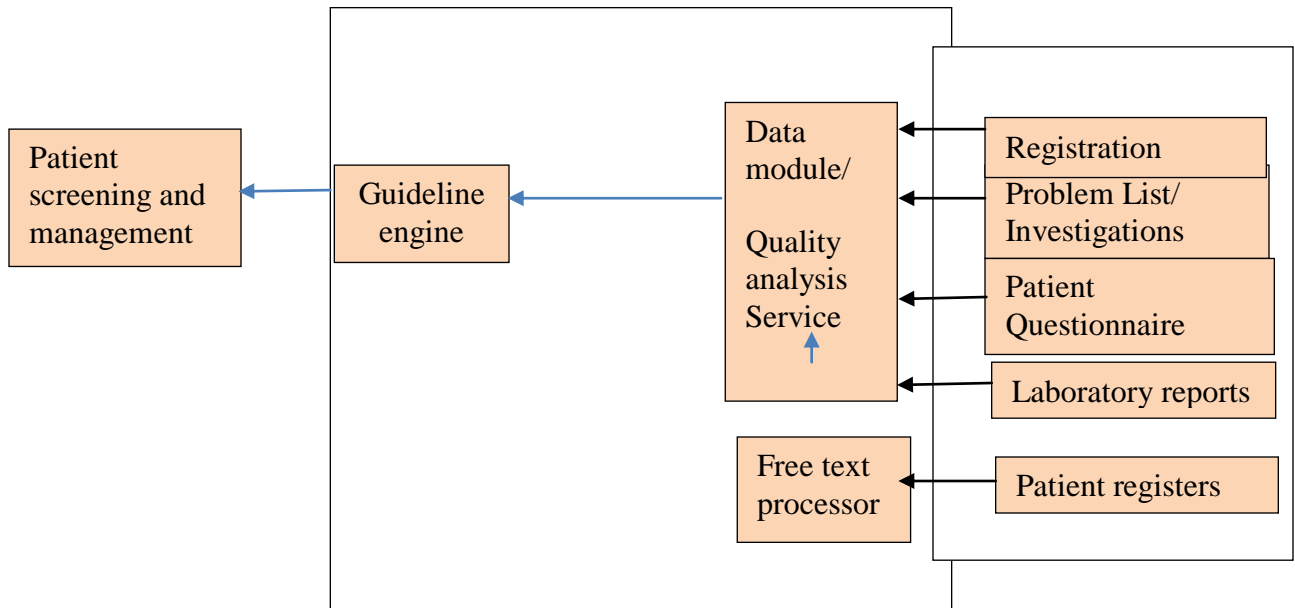 Patient
screening and
management
Guideline
engine
Data
module/
Quality
analysis
Service
Free text
processor
Registration
Problem List/
Investigations
Patient
Questionnaire
Laboratory reports
Patient registers